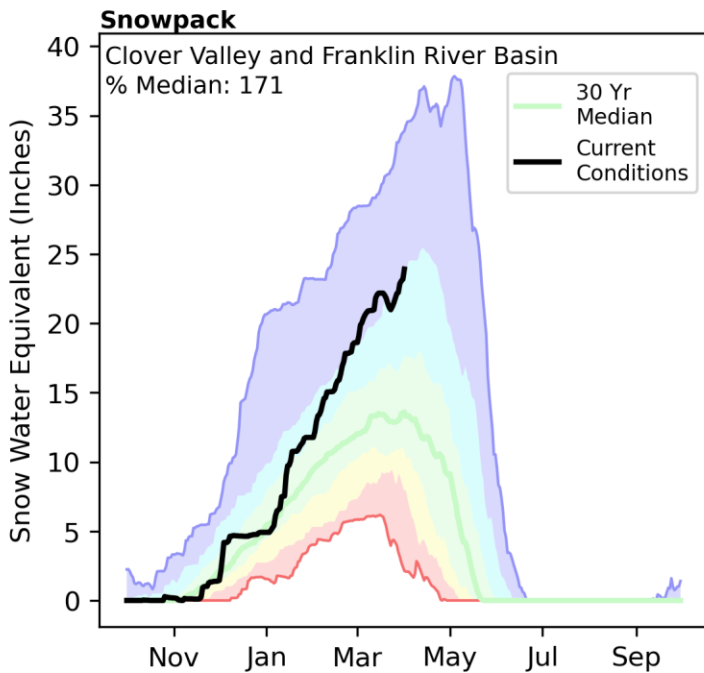 Snowpack
Clover Valley and Franklin River Basin
% Median: 171
30 Yr
Median
Current
Conditions
Snow Water Equivalent (Inches)
40
35
30
25
20
15
10
5
0
Nov
Jan
Mar
May
Jul
Sep